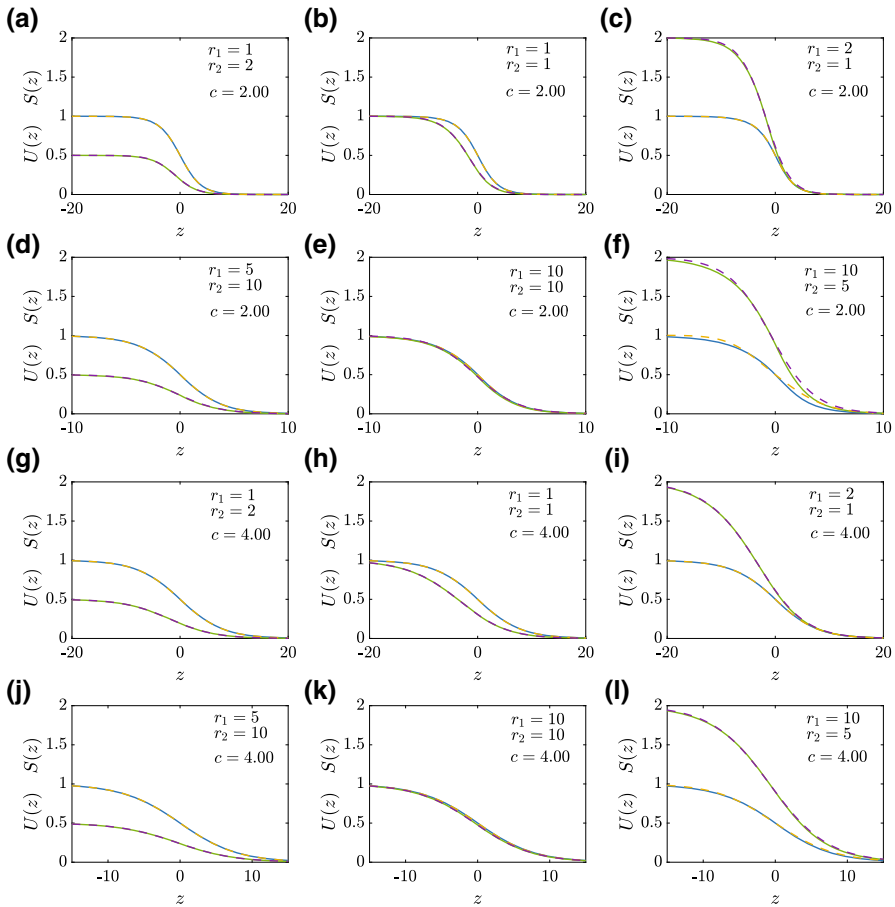 (a)
r₁ = 1
r₂ = 2
c = 2.00
U(z) S(z)
2
1.5
1
0.5
0
-20
0
20
z
(b)
r₁ = 1
r₂ = 1
c = 2.00
U(z) S(z)
2
1.5
1
0.5
0
-20
0
20
z
(c)
r₁ = 2
r₂ = 1
c = 2.00
U(z) S(z)
2
1.5
1
0.5
0
-20
0
20
z
(d)
r₁ = 5
r₂ = 10
c = 2.00
U(z) S(z)
2
1.5
1
0.5
0
-10
0
10
z
(e)
r₁ = 10
r₂ = 10
c = 2.00
U(z) S(z)
2
1.5
1
0.5
0
-10
0
10
z
(f)
r₁ = 10
r₂ = 5
c = 2.00
U(z) S(z)
2
1.5
1
0.5
0
-10
0
10
z
(g)
r₁ = 1
r₂ = 2
c = 4.00
U(z) S(z)
2
1.5
1
0.5
0
-20
0
20
z
(h)
r₁ = 1
r₂ = 1
c = 4.00
U(z) S(z)
2
1.5
1
0.5
0
-20
0
20
z
(i)
r₁ = 2
r₂ = 1
c = 4.00
U(z) S(z)
2
1.5
1
0.5
0
-20
0
20
z
(j)
r₁ = 5
r₂ = 10
c = 4.00
U(z) S(z)
2
1.5
1
0.5
0
-10
0
10
z
(k)
r₁ = 10
r₂ = 10
c = 4.00
U(z) S(z)
2
1.5
1
0.5
0
-10
0
10
z
(l)
r₁ = 10
r₂ = 5
c = 4.00
U(z) S(z)
2
1.5
1
0.5
0
-10
0
10
z